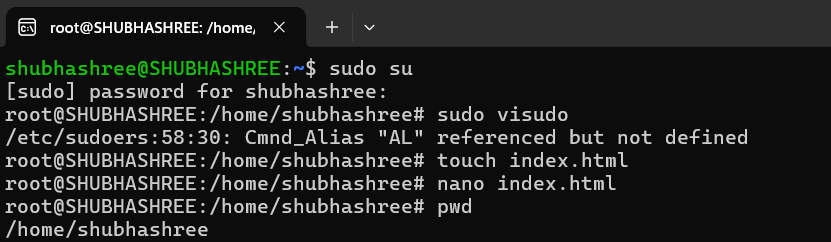 root@SHUBHASHREE: /home/
shubhashree@SHUBHASHREE:~$ sudo su
[sudo] password for shubhashree:
root@SHUBHASHREE:/home/shubhashree# sudo visudo
/etc/sudoers:58:30: Cmnd_Alias "AL" referenced but not defined
root@SHUBHASHREE:/home/shubhashree# touch index.html
root@SHUBHASHREE:/home/shubhashree# nano index.html
root@SHUBHASHREE:/home/shubhashree# pwd
/home/shubhashree